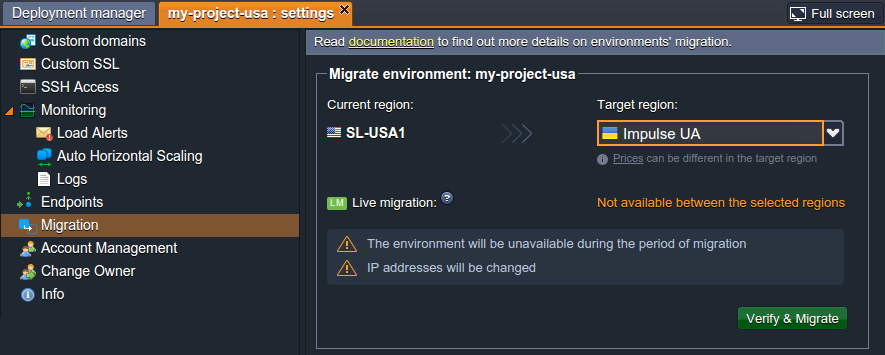 Deployment manager
my-project-usa : settings
Full screen
Custom domains
Custom SSL
SSH Access
Monitoring
Load Alerts
Auto Horizontal Scaling
Logs
Endpoints
Migration
Account Management
Change Owner
Info
Read documentation to find out more details on environments' migration.
Migrate environment: my-project-usa
Current region:
SL-USA1
Target region:
Impulse UA
Prices can be different in the target region
LM Live migration: ?
Not available between the selected regions
The environment will be unavailable during the period of migration
IP addresses will be changed
Verify & Migrate